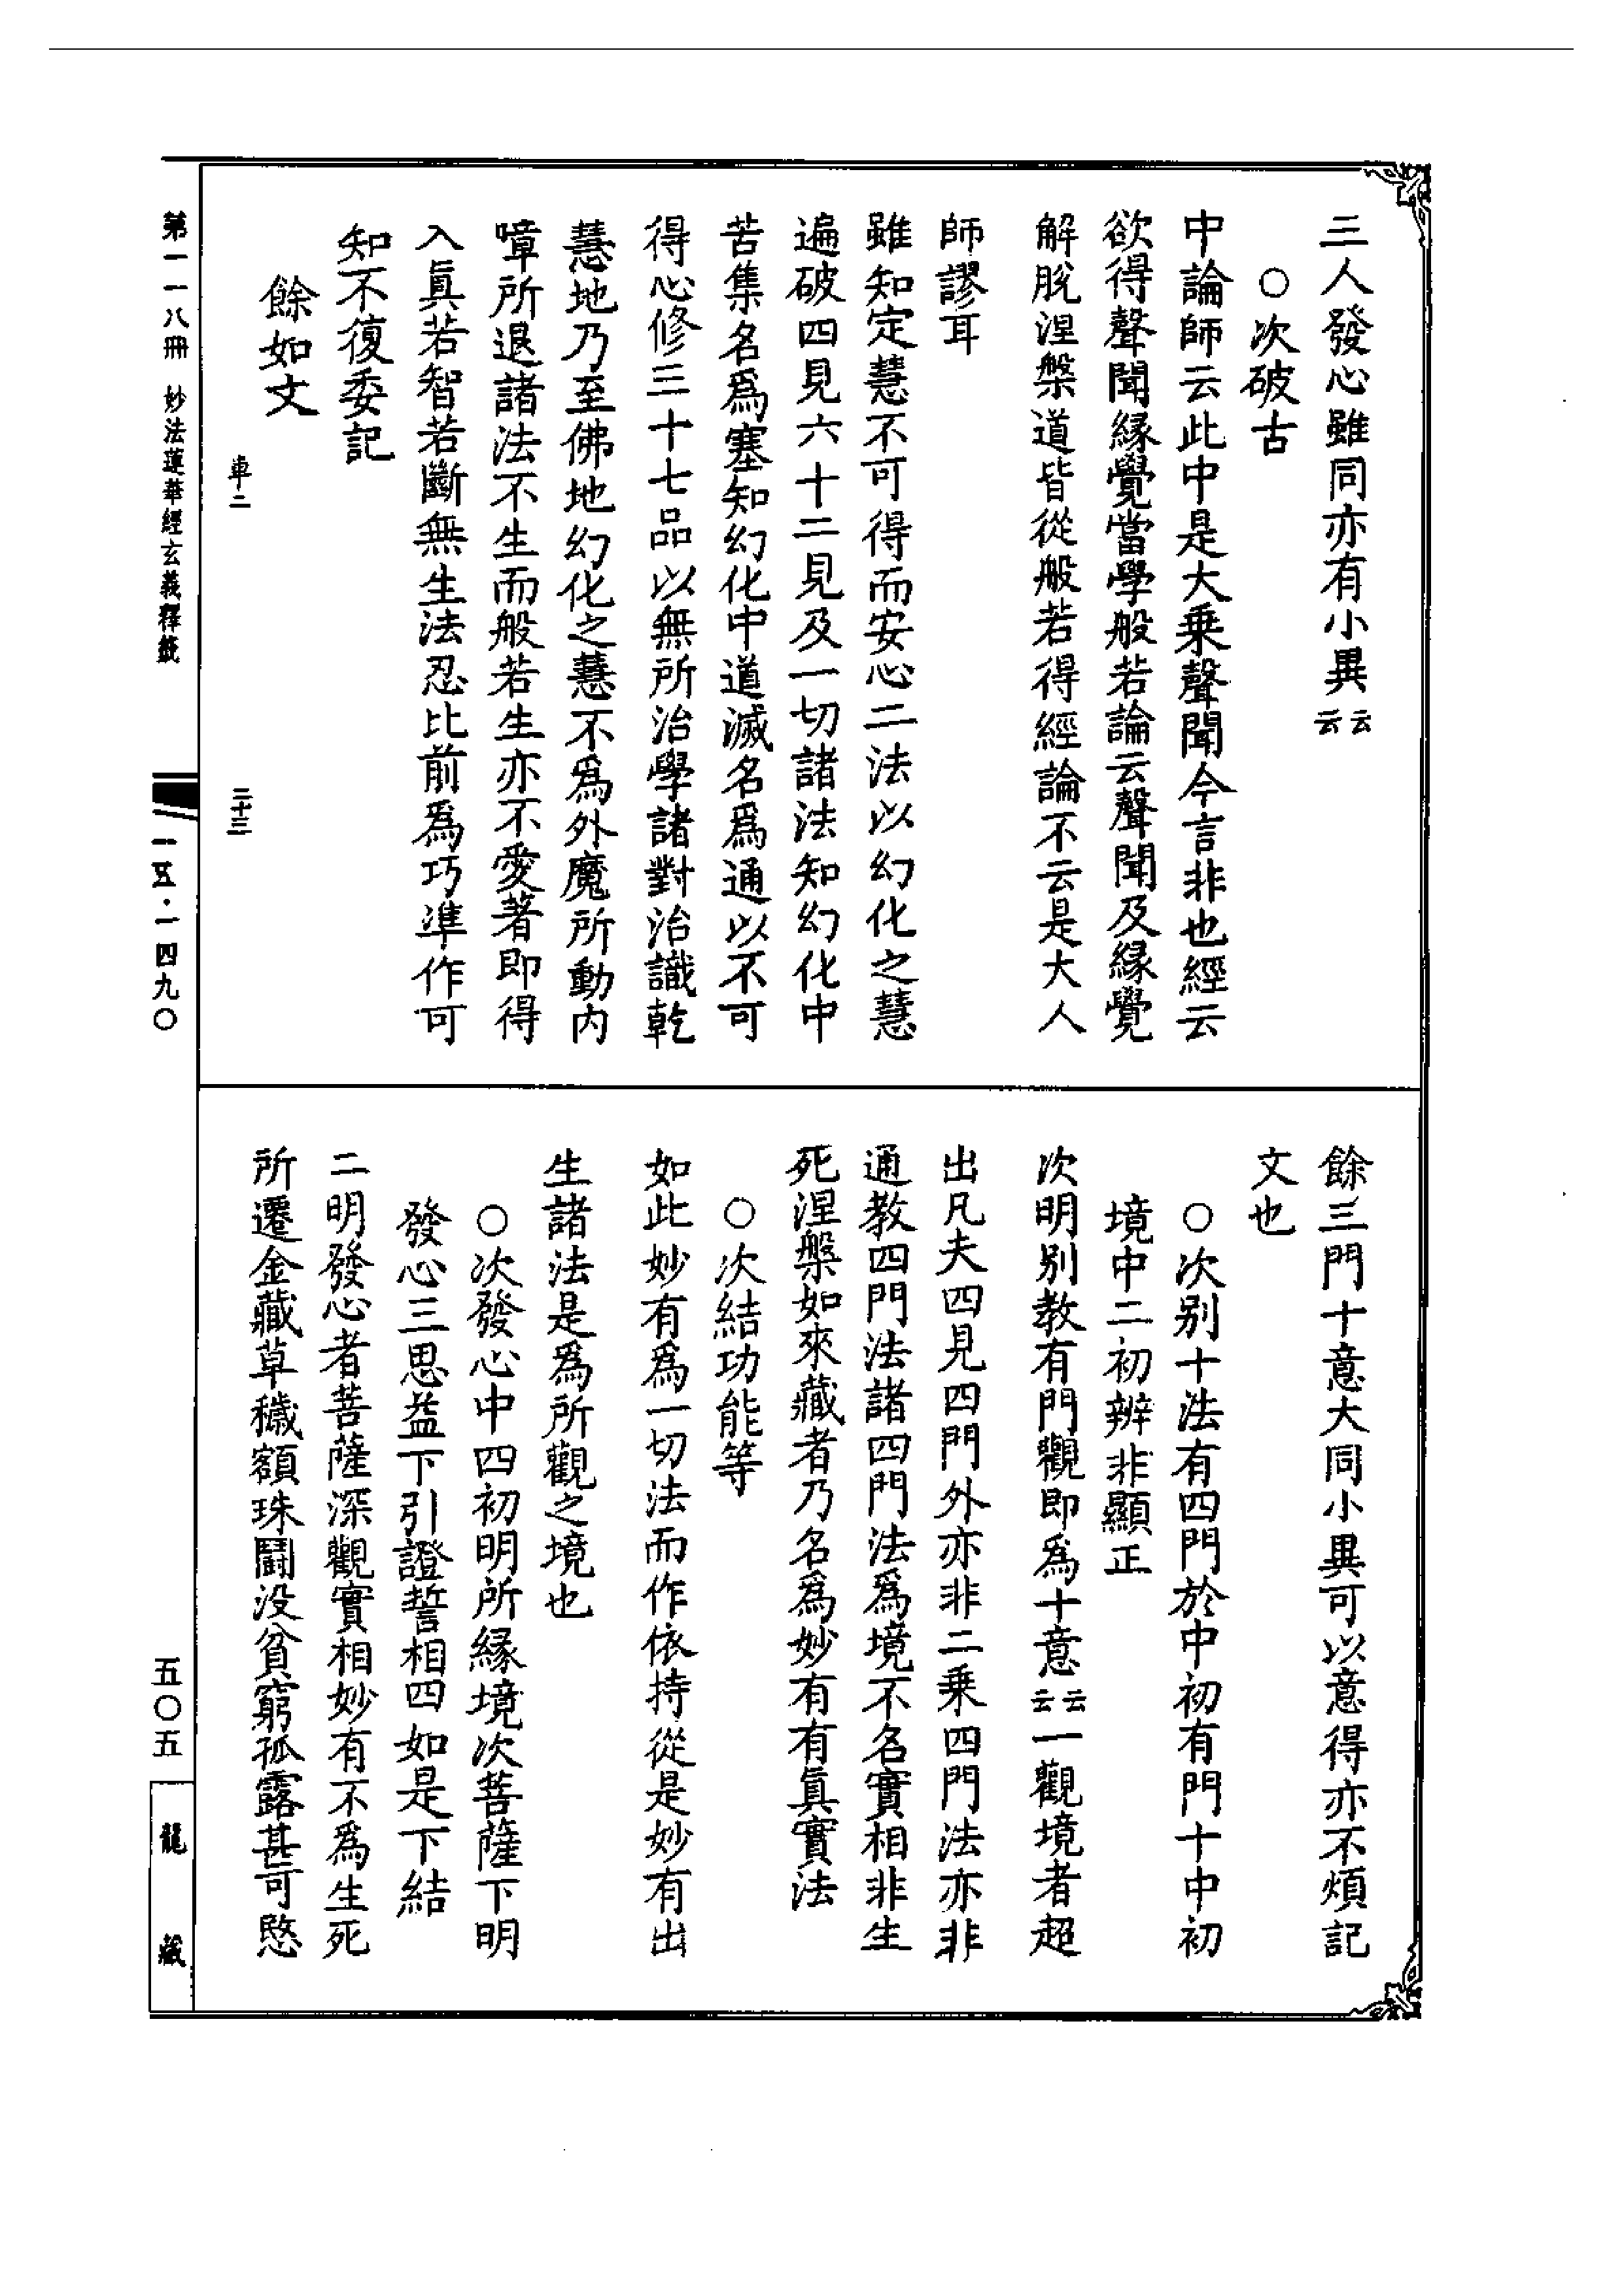 三人發心雖同亦有小異云云
○次破古
中論師云此中是大乗聲聞今言非也經云
欲得聲聞緣覺當學般若論云聲聞及緣覺
解脫涅槃道皆從般若得經論不云是大人
師謬耳
雖知定慧不可得而安心二法以幻化之慧
遍破四見六十二見及一切諸法知幻化中
苦集名爲塞知幻化中道滅名爲通以不可
得心修三十七品以無所治學諸對治識乾
慧地乃至佛地幻化之慧不爲外魔所動內
嶂所退諸法不生而般若生亦不愛著即得
入眞若智若斷無生法忍比前爲巧準作可
知不復委記
餘如文
車二
二十三
餘三門十意大同小異可以意得亦不煩記
文也
○次別十法有四門於中初有門十中初
境中二初辨非顯正
次明別教有門觀即爲十意云云一觀境者超
出凡夫四見四門外亦非二乗四門法亦非
通教四門法諸四門法爲境不名實相非生
死涅槃如來藏者乃名爲妙有有眞實法
○次結功能等
如此妙有爲一切法而作依持從是妙有出
生諸法是爲所觀之境也
○次發心中四初明所緣境次菩薩下明
發心三思益下引證誓相四如是下結
二明發心者菩薩深觀實相妙有不爲生死
所遷金藏草穢額珠鬪没貧窮孤露甚可愍
第一一八冊 妙法蓮華經玄義釋籤
一五·一四九〇
五〇五
龍藏